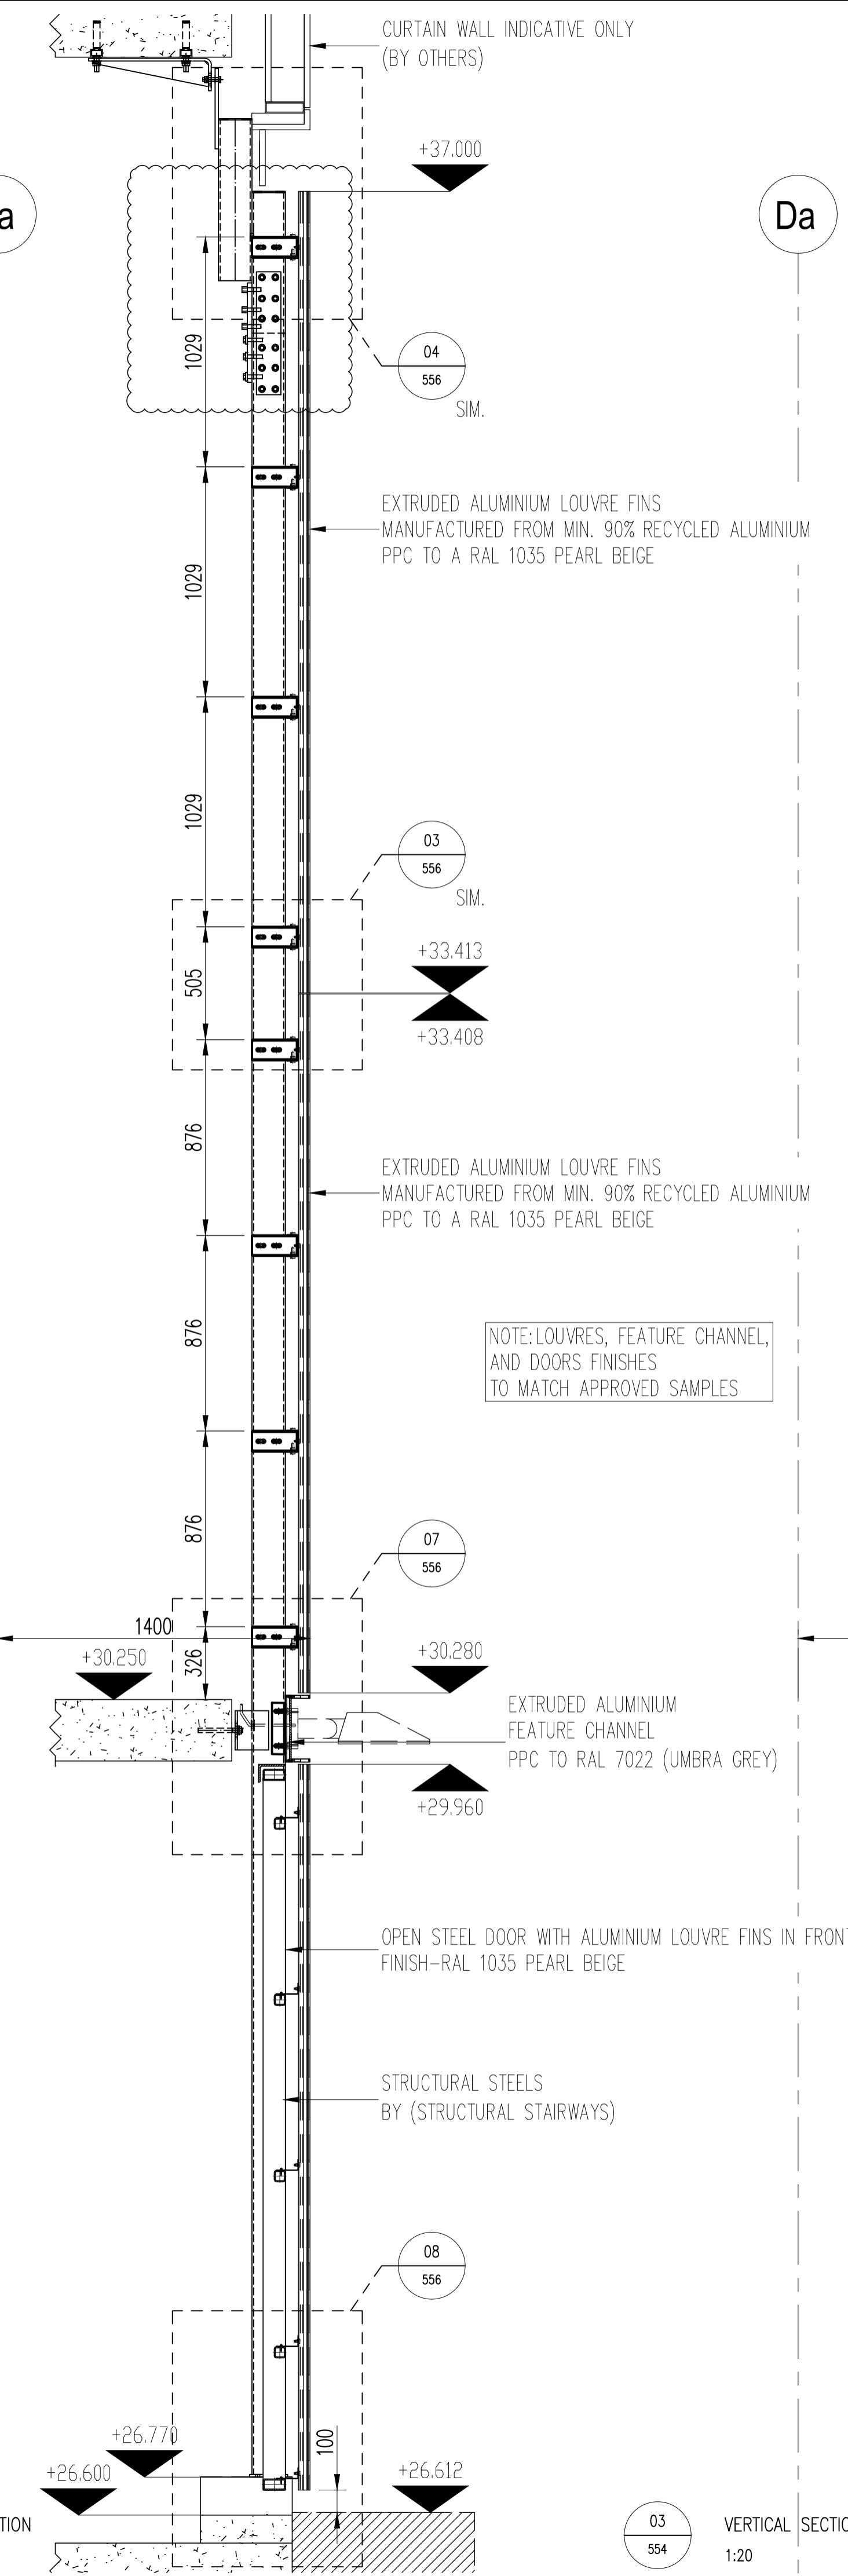 CURTAIN WALL INDICATIVE ONLY
(BY OTHERS)
+37.000
a
Da
1029
04
556
SIM.
EXTRUDED ALUMINIUM LOUVRE FINS
MANUFACTURED FROM MIN. 90% RECYCLED ALUMINIUM
PPC TO A RAL 1035 PEARL BEIGE
1029
1029
03
556
SIM.
+33.413
505
+33.408
876
EXTRUDED ALUMINIUM LOUVRE FINS
MANUFACTURED FROM MIN. 90% RECYCLED ALUMINIUM
PPC TO A RAL 1035 PEARL BEIGE
876
NOTE: LOUVRES, FEATURE CHANNEL,
AND DOORS FINISHES
TO MATCH APPROVED SAMPLES
876
07
556
1400
+30.250
326
+30.280
EXTRUDED ALUMINIUM
FEATURE CHANNEL
PPC TO RAL 7022 (UMBRA GREY)
+29.960
OPEN STEEL DOOR WITH ALUMINIUM LOUVRE FINS IN FRONT
FINISH-RAL 1035 PEARL BEIGE
STRUCTURAL STEELS
BY (STRUCTURAL STAIRWAYS)
08
556
+26.770
100
+26.600
+26.612
TION
03
554
VERTICAL SECTIO
1:20